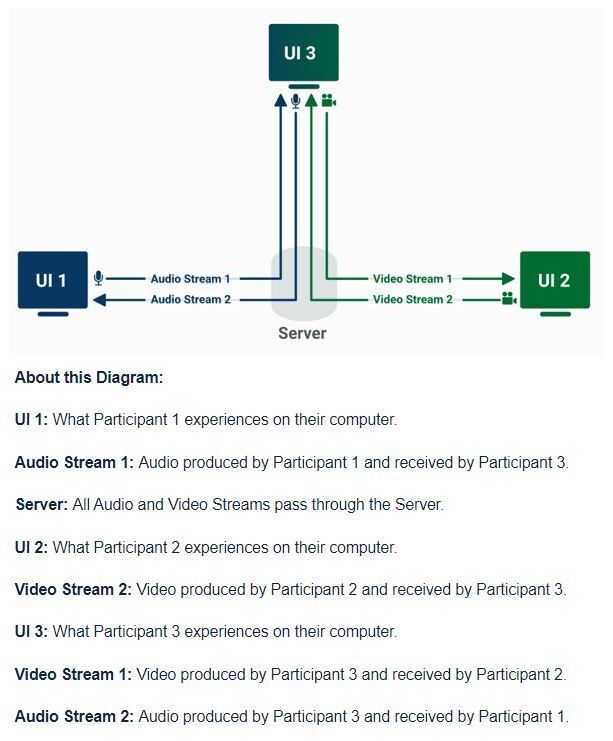 UI 3
UI 1
Audio Stream 1
Video Stream 1
UI 2
Audio Stream 2
Video Stream 2
Server
About this Diagram:
UI 1: What Participant 1 experiences on their computer.
Audio Stream 1: Audio produced by Participant 1 and received by Participant 3.
Server: All Audio and Video Streams pass through the Server.
UI 2: What Participant 2 experiences on their computer.
Video Stream 2: Video produced by Participant 2 and received by Participant 3.
UI 3: What Participant 3 experiences on their computer.
Video Stream 1: Video produced by Participant 3 and received by Participant 2.
Audio Stream 2: Audio produced by Participant 3 and received by Participant 1.